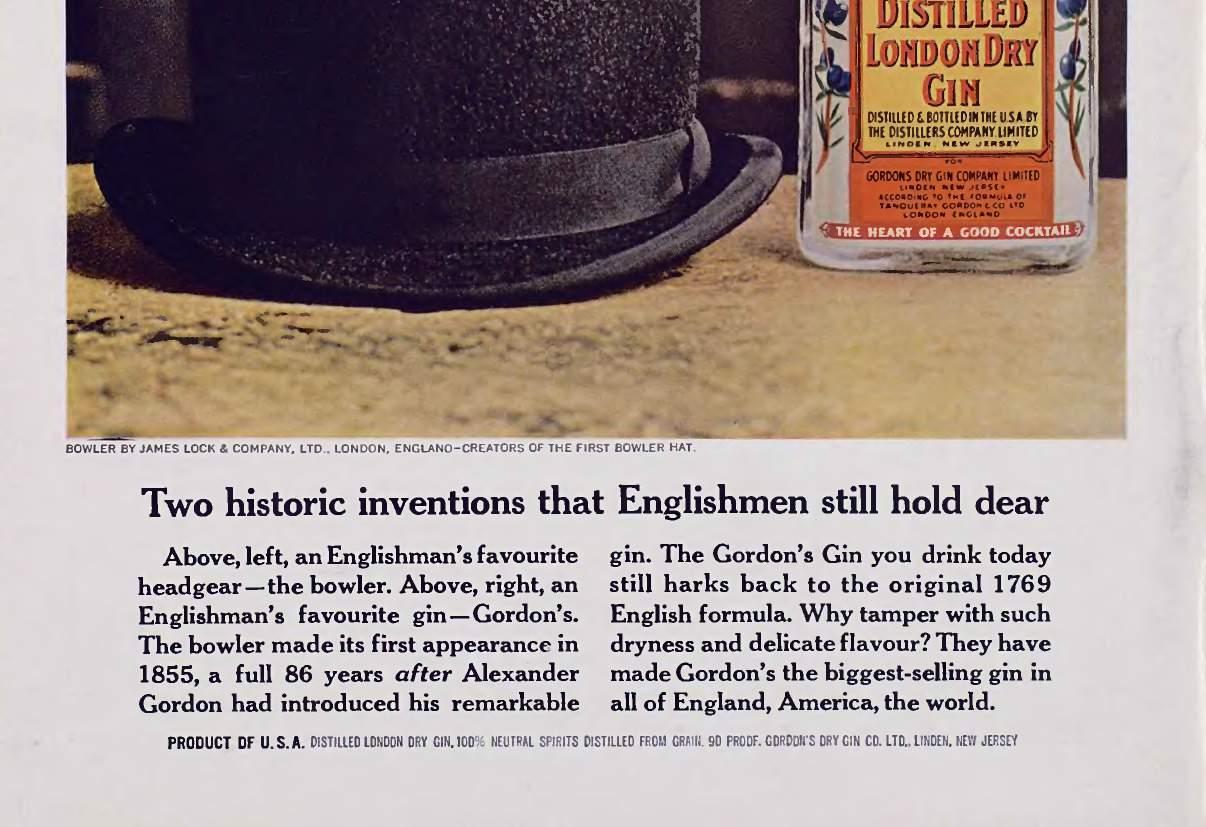 DISTILLED
LONDON DRY
GIN
DISTILLED & BOTTLED IN THE U.S.A. BY
THE DISTILLERS COMPANY, LIMITED
LINDEN, NEW JERSEY
FOR
GORDONS DRY GIN COMPANY LIMITED
LINDEN NEW JERSEY
ACCORDING TO THE FORMULA OF
TANQUERAY GORDON & CO LTD
LONDON ENGLAND
THE HEART OF A GOOD COCKTAIL
BOWLER BY JAMES LOCK & COMPANY, LTD., LONDON, ENGLAND–CREATORS OF THE FIRST BOWLER HAT.
Two historic inventions that Englishmen still hold dear
Above, left, an Englishman's favourite
headgear—the bowler. Above, right, an
Englishman's favourite gin—Gordon's.
The bowler made its first appearance in
1855, a full 86 years after Alexander
Gordon had introduced his remarkable
gin. The Gordon's Gin you drink today
still harks back to the original 1769
English formula. Why tamper with such
dryness and delicate flavour? They have
made Gordon's the biggest-selling gin in
all of England, America, the world.
PRODUCT OF U.S.A. DISTILLED LONDON DRY GIN. 100% NEUTRAL SPIRITS DISTILLED FROM GRAIN. 90 PROOF. GORDON'S DRY GIN CO. LTD., LINDEN, NEW JERSEY